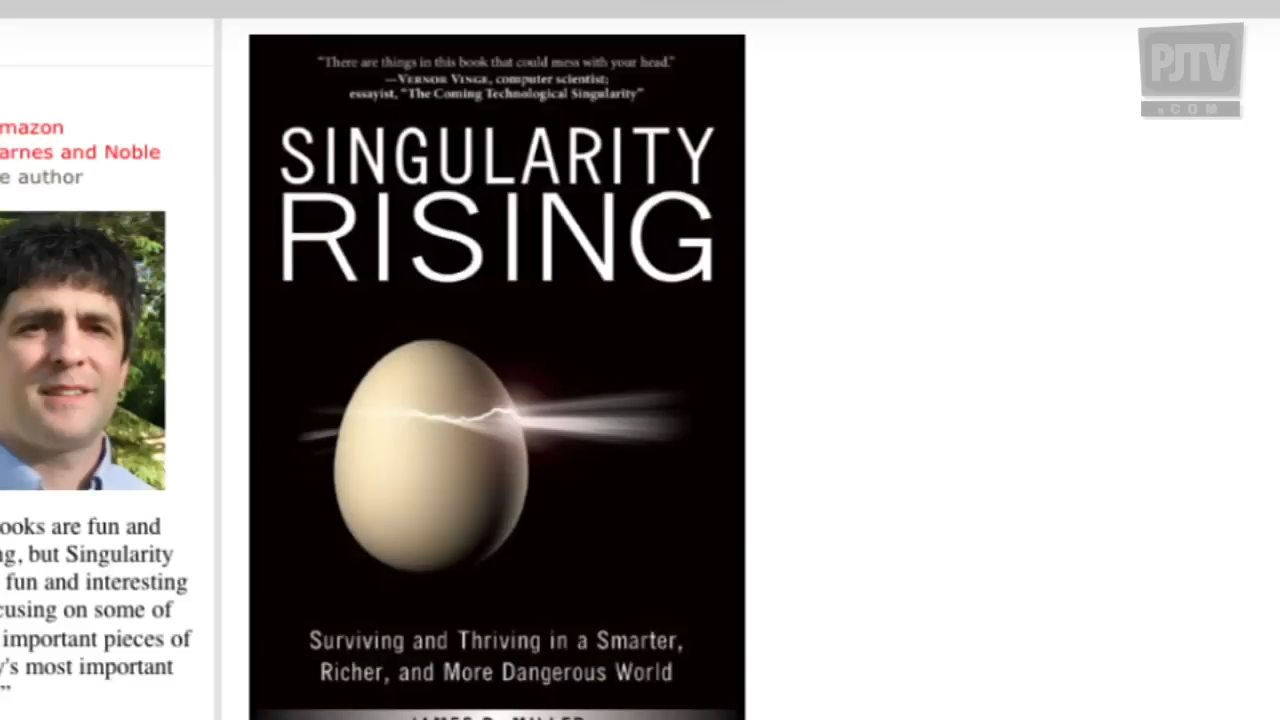 PJTV
.COM
mazon
arnes and Noble
e author
"There are things in this book that could mess with your head."
—VERNOR VINGE, computer scientist;
essayist, "The Coming Technological Singularity"
SINGULARITY
RISING
Surviving and Thriving in a Smarter,
Richer, and More Dangerous World
ooks are fun and
ng, but Singularity
fun and interesting
cusing on some of
important pieces of
y's most important
”